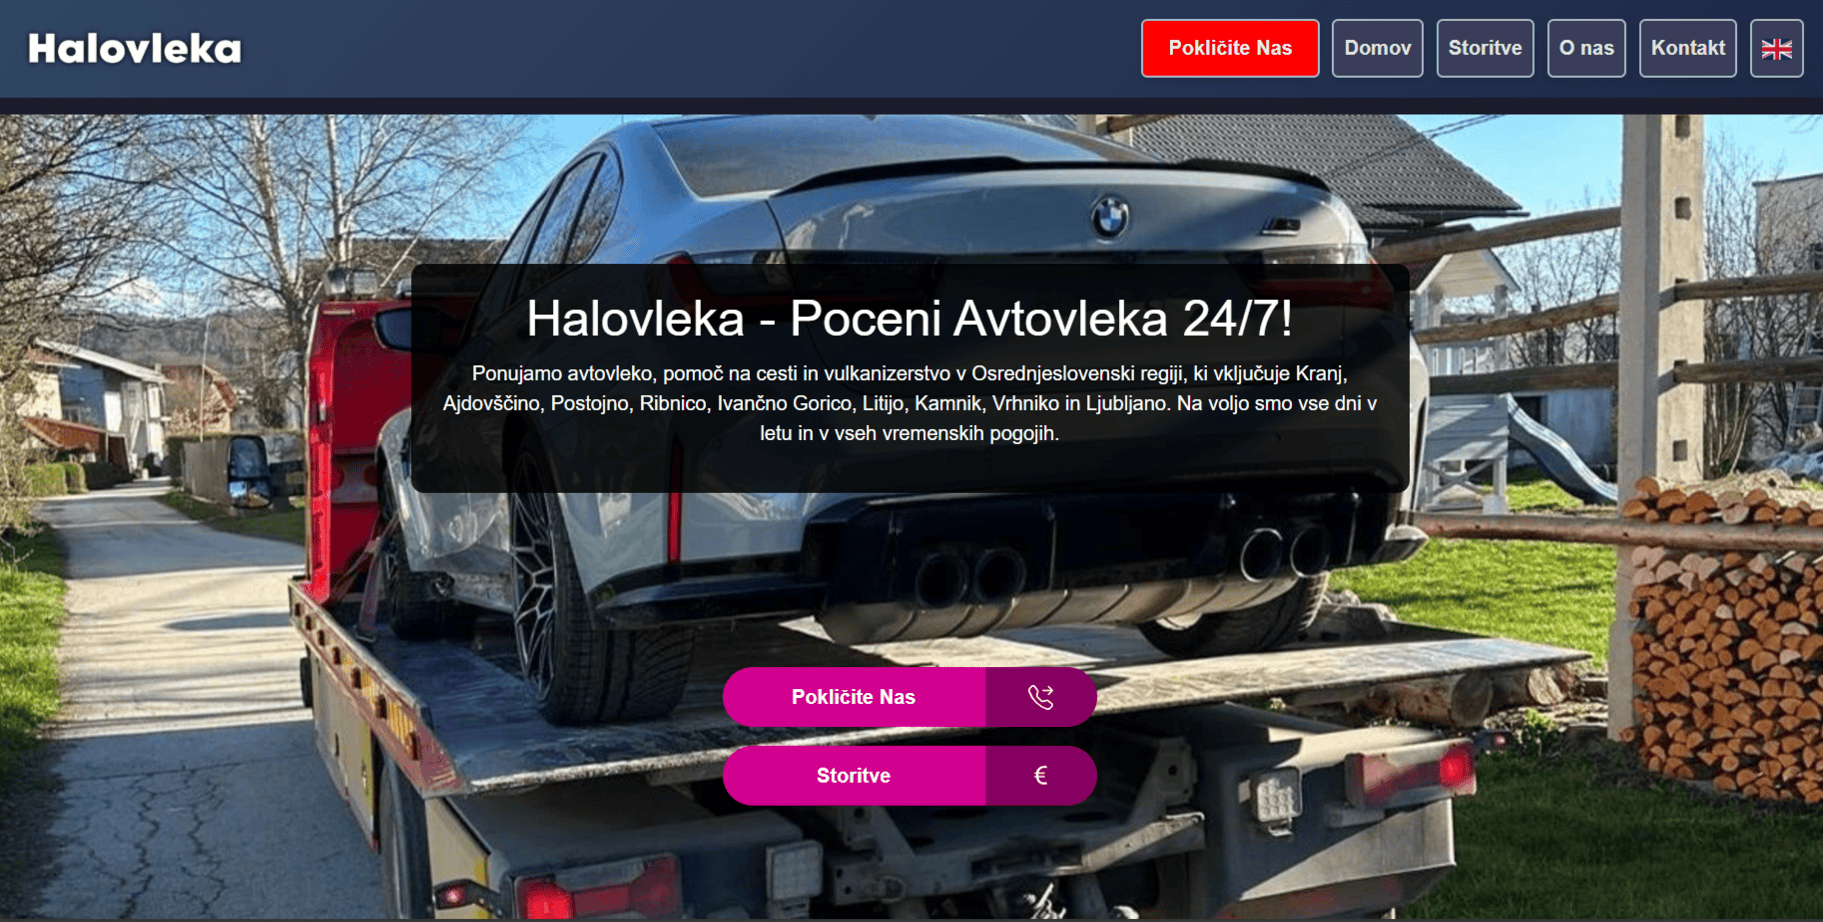 Halovleka
Pokličite Nas
Domov
Storitve
O nas
Kontakt
Halovleka - Poceni Avtovleka 24/7!
Ponujamo avtovleko, pomoč na cesti in vulkanizerstvo v Osrednjeslovenski regiji, ki vključuje Kranj,
Ajdovščino, Postojno, Ribnico, Ivančno Gorico, Litijo, Kamnik, Vrhniko in Ljubljano. Na voljo smo vse dni v
letu in v vseh vremenskih pogojih.
Pokličite Nas
Storitve €